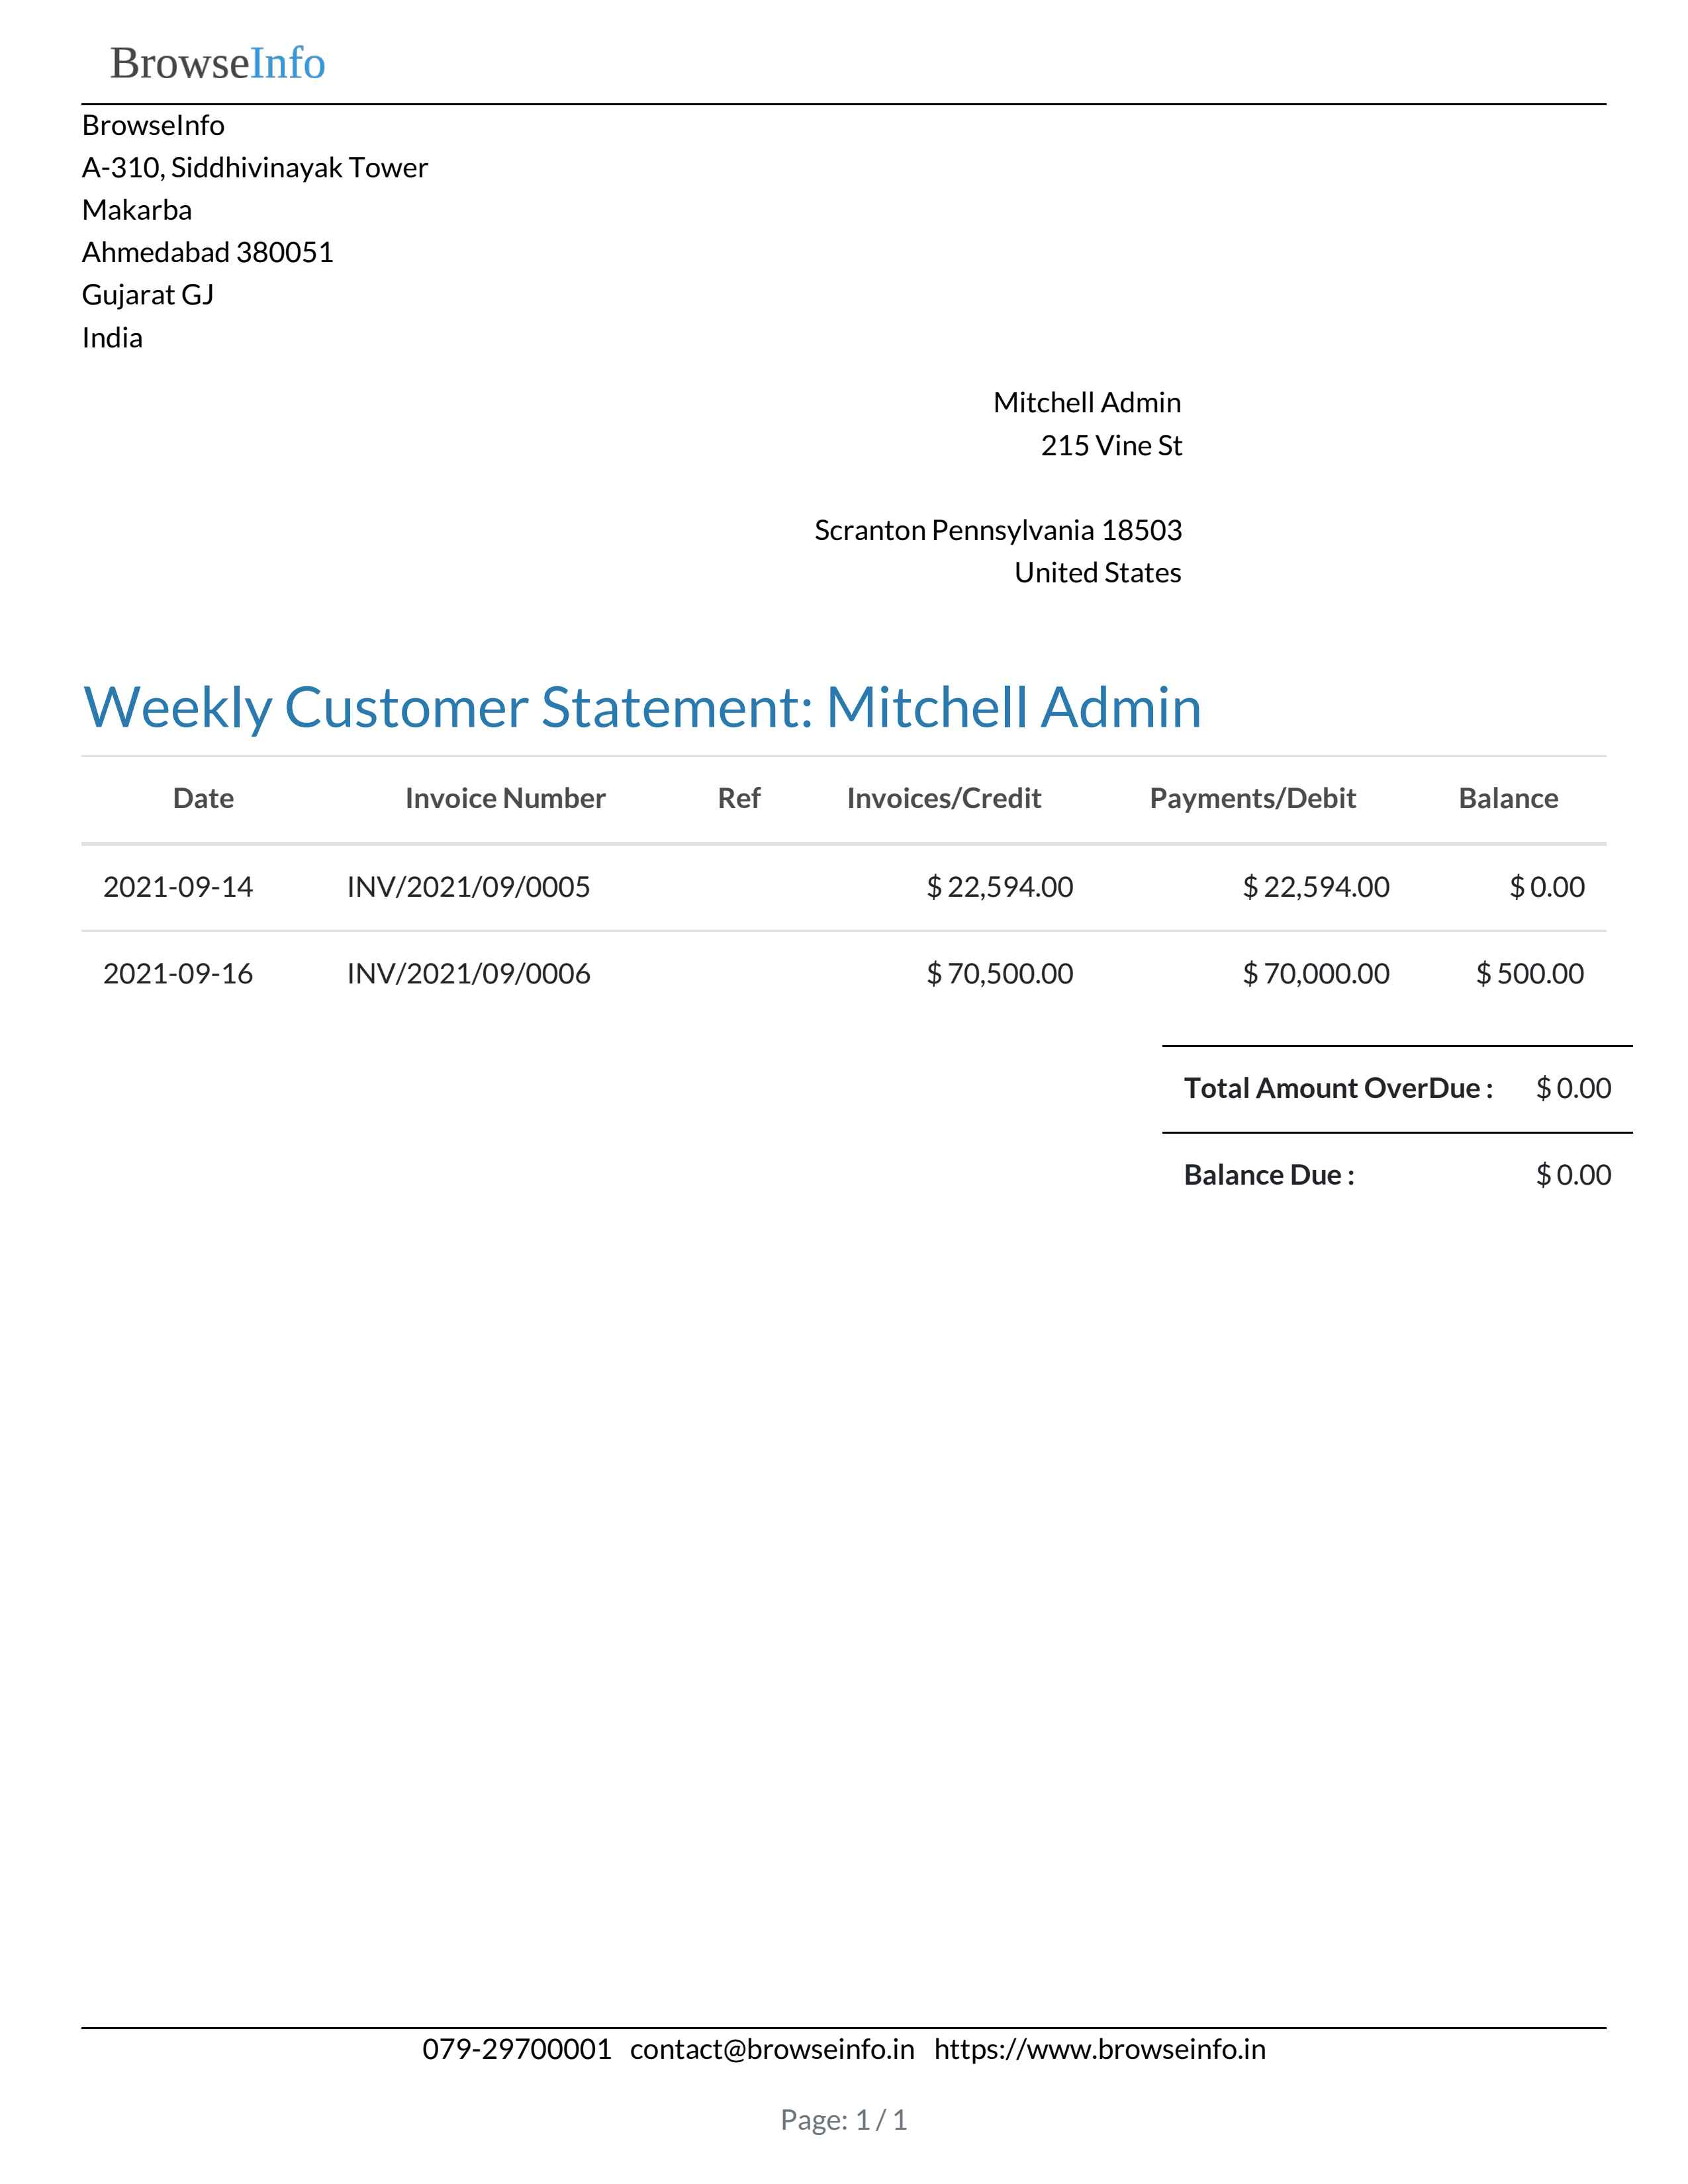 BrowseInfo
BrowseInfo
A-310, Siddhivinayak Tower
Makarba
Ahmedabad 380051
Gujarat GJ
India
Mitchell Admin
215 Vine St
Scranton Pennsylvania 18503
United States
Weekly Customer Statement: Mitchell Admin
Date Invoice Number Ref Invoices/Credit Payments/Debit Balance
2021-09-14 INV/2021/09/0005 $ 22,594.00 $ 22,594.00 $ 0.00
2021-09-16 INV/2021/09/0006 $ 70,500.00 $ 70,000.00 $ 500.00
Total Amount OverDue : $ 0.00
Balance Due : $ 0.00
079-29700001 contact@browseinfo.in https://www.browseinfo.in
Page: 1 / 1